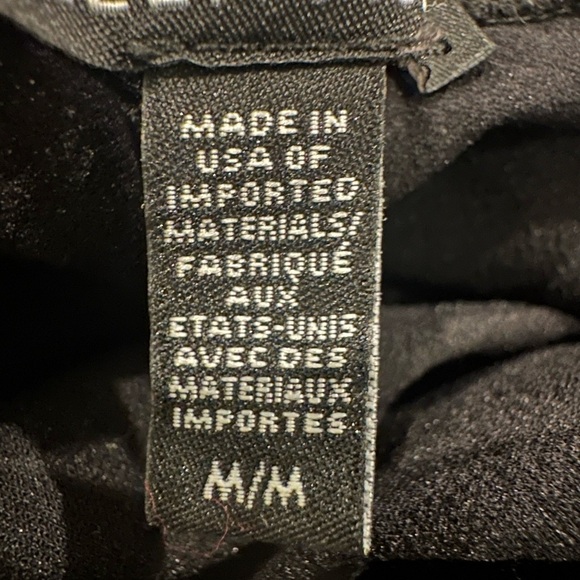 MADE IN
USA OF
IMPORTED
MATERIALS/
FABRIQUÉ
AUX
ETATS-UNIS
AVEC DES
MATERIAUX
IMPORTES
M/M